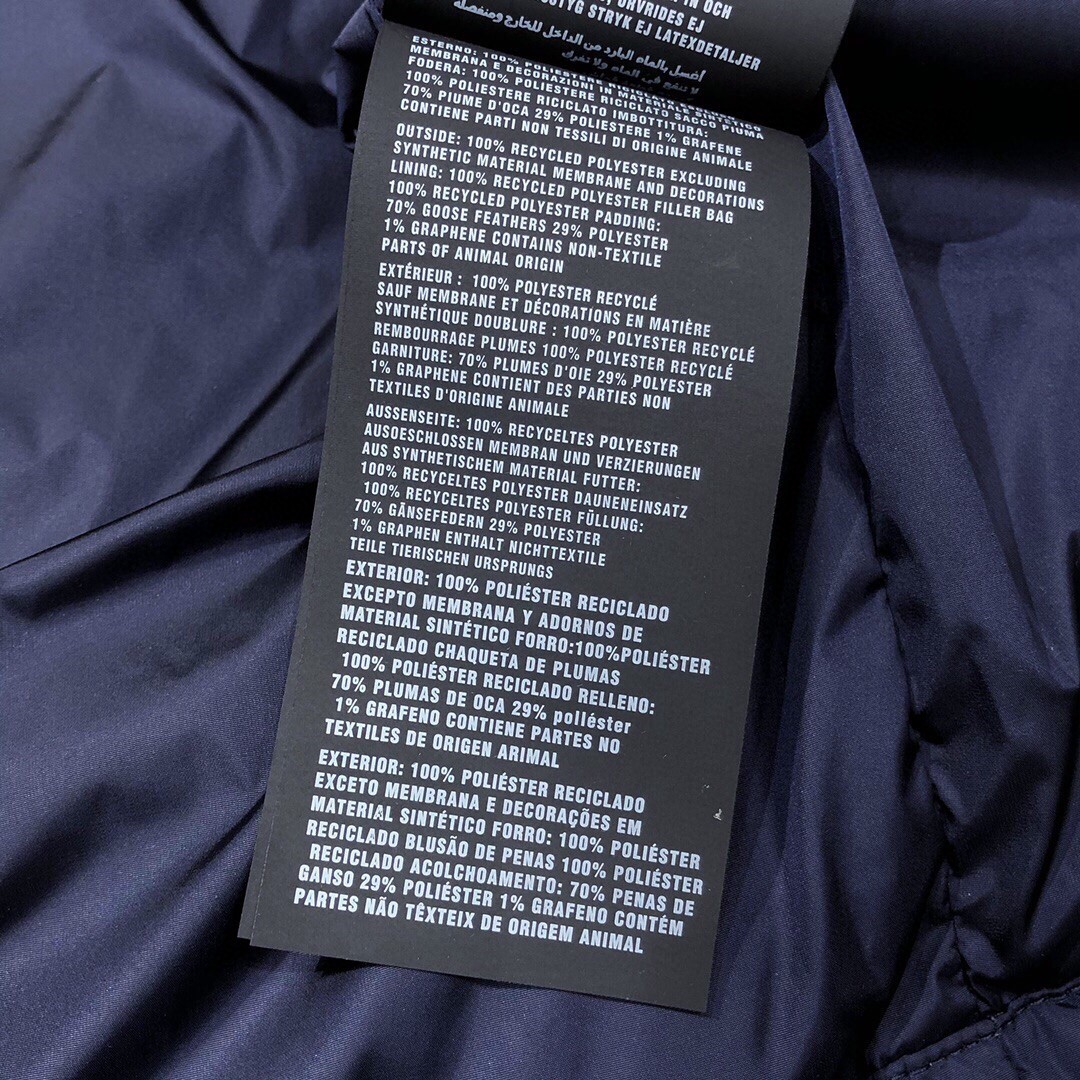 IN OCH
UHVRIDES EJ
STYG STRYK EJ LATEXDETALJER
أغسل بالماء البارد من الداخل للخارج ومنفصلة
لا تنقع في الماء ولا تفرك
ESTERNO: 100% POLIESTERE
MEMBRANA E DECORAZIONI IN MATERIALE SINTETICO
FODERA: 100% POLIESTERE RICICLATO SACCO PIUMA
100% POLIESTERE RICICLATO IMBOTTITURA:
70% PIUME D'OCA 29% POLIESTERE 1% GRAFENE
CONTIENE PARTI NON TESSILI DI ORIGINE ANIMALE
OUTSIDE: 100% RECYCLED POLYESTER EXCLUDING
SYNTHETIC MATERIAL MEMBRANE AND DECORATIONS
LINING: 100% RECYCLED POLYESTER FILLER BAG
100% RECYCLED POLYESTER PADDING:
70% GOOSE FEATHERS 29% POLYESTER
1% GRAPHENE CONTAINS NON-TEXTILE
PARTS OF ANIMAL ORIGIN
EXTÉRIEUR : 100% POLYESTER RECYCLÉ
SAUF MEMBRANE ET DÉCORATIONS EN MATIÈRE
SYNTHÉTIQUE DOUBLURE : 100% POLYESTER RECYCLÉ
REMBOURRAGE PLUMES 100% POLYESTER RECYCLÉ
GARNITURE: 70% PLUMES D'OIE 29% POLYESTER
1% GRAPHENE CONTIENT DES PARTIES NON
TEXTILES D'ORIGINE ANIMALE
AUSSENSEITE: 100% RECYCELTES POLYESTER
AUSOESCHLOSSEN MEMBRAN UND VERZIERUNGEN
AUS SYNTHETISCHEM MATERIAL FUTTER:
100% RECYCELTES POLYESTER DAUNENEINSATZ
100% RECYCELTES POLYESTER FÜLLUNG:
70% GÄNSEFEDERN 29% POLYESTER
1% GRAPHEN ENTHALT NICHTTEXTILE
TEILE TIERISCHEN URSPRUNGS
EXTERIOR: 100% POLIÉSTER RECICLADO
EXCEPTO MEMBRANA Y ADORNOS DE
MATERIAL SINTÉTICO FORRO:100%POLIÉSTER
RECICLADO CHAQUETA DE PLUMAS
100% POLIÉSTER RECICLADO RELLENO:
70% PLUMAS DE OCA 29% poliéster
1% GRAFENO CONTIENE PARTES NO
TEXTILES DE ORIGEN ARIMAL
EXTERIOR: 100% POLIÉSTER RECICLADO
EXCETO MEMBRANA E DECORAÇÕES EM
MATERIAL SINTÉTICO FORRO: 100% POLIÉSTER
RECICLADO BLUSÃO DE PENAS 100% POLIÉSTER
RECICLADO ACOLCHOAMENTO: 70% PENAS DE
GANSO 29% POLIÉSTER 1% GRAFENO CONTÉM
PARTES NÃO TÊXTEIX DE ORIGEM ANIMAL